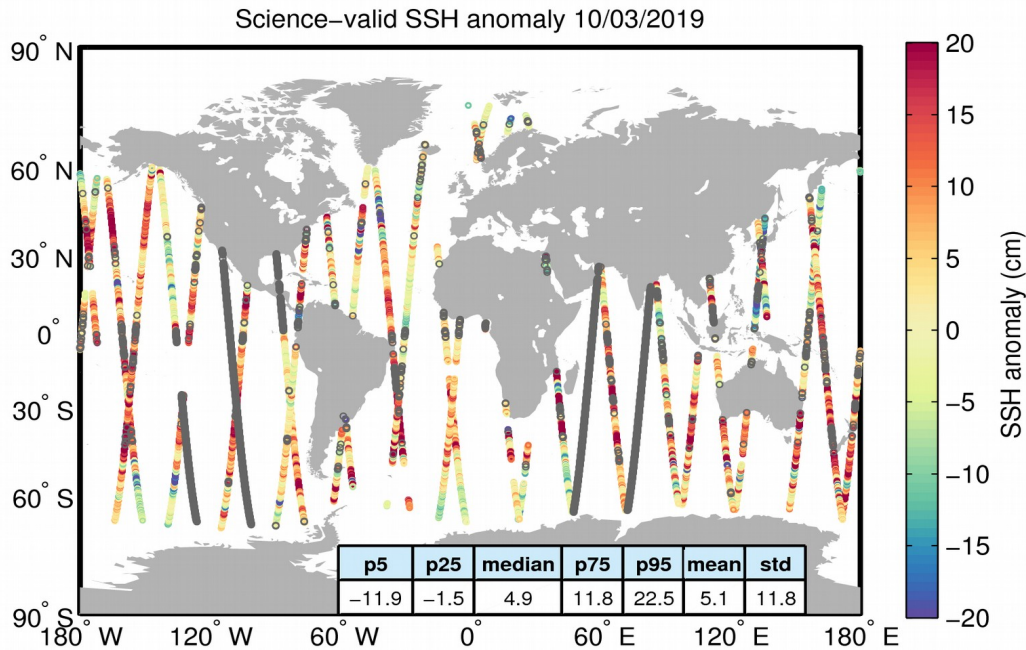 Science−valid SSH anomaly 10/03/2019
90° N
60° N
30° N
0°
30° S
60° S
90° S
180° W
120° W
60° W
0°
60° E
120° E
180° E
p5 p25 median p75 p95 mean std
−11.9 −1.5 4.9 11.8 22.5 5.1 11.8
20
15
10
5
0
−5
−10
−15
−20
SSH anomaly (cm)